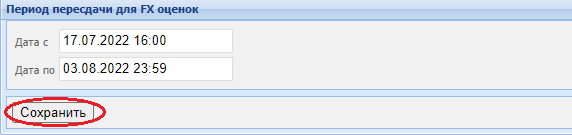 Период пересдачи для FX оценок
Дата с 17.07.2022 16:00
Дата по 03.08.2022 23:59
Сохранить